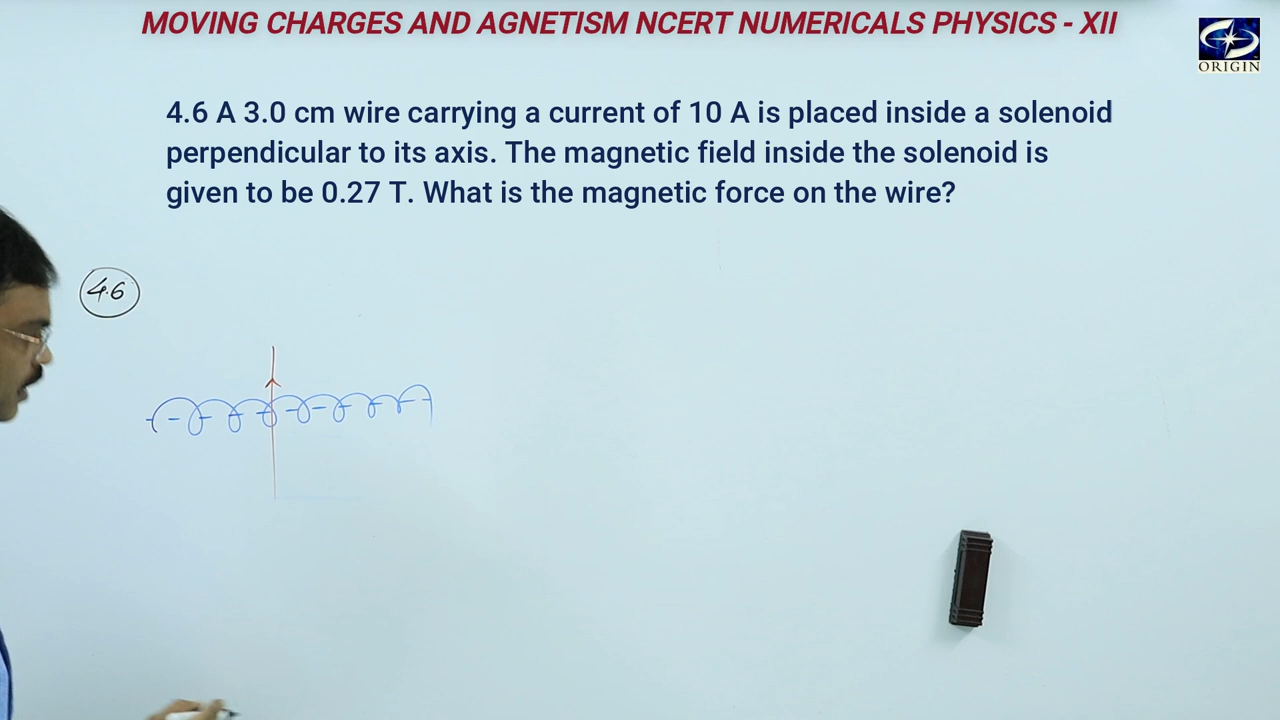 MOVING CHARGES AND AGNETISM NCERT NUMERICALS PHYSICS - XII
ORIGIN
4.6 A 3.0 cm wire carrying a current of 10 A is placed inside a solenoid
perpendicular to its axis. The magnetic field inside the solenoid is
given to be 0.27 T. What is the magnetic force on the wire?
4.6